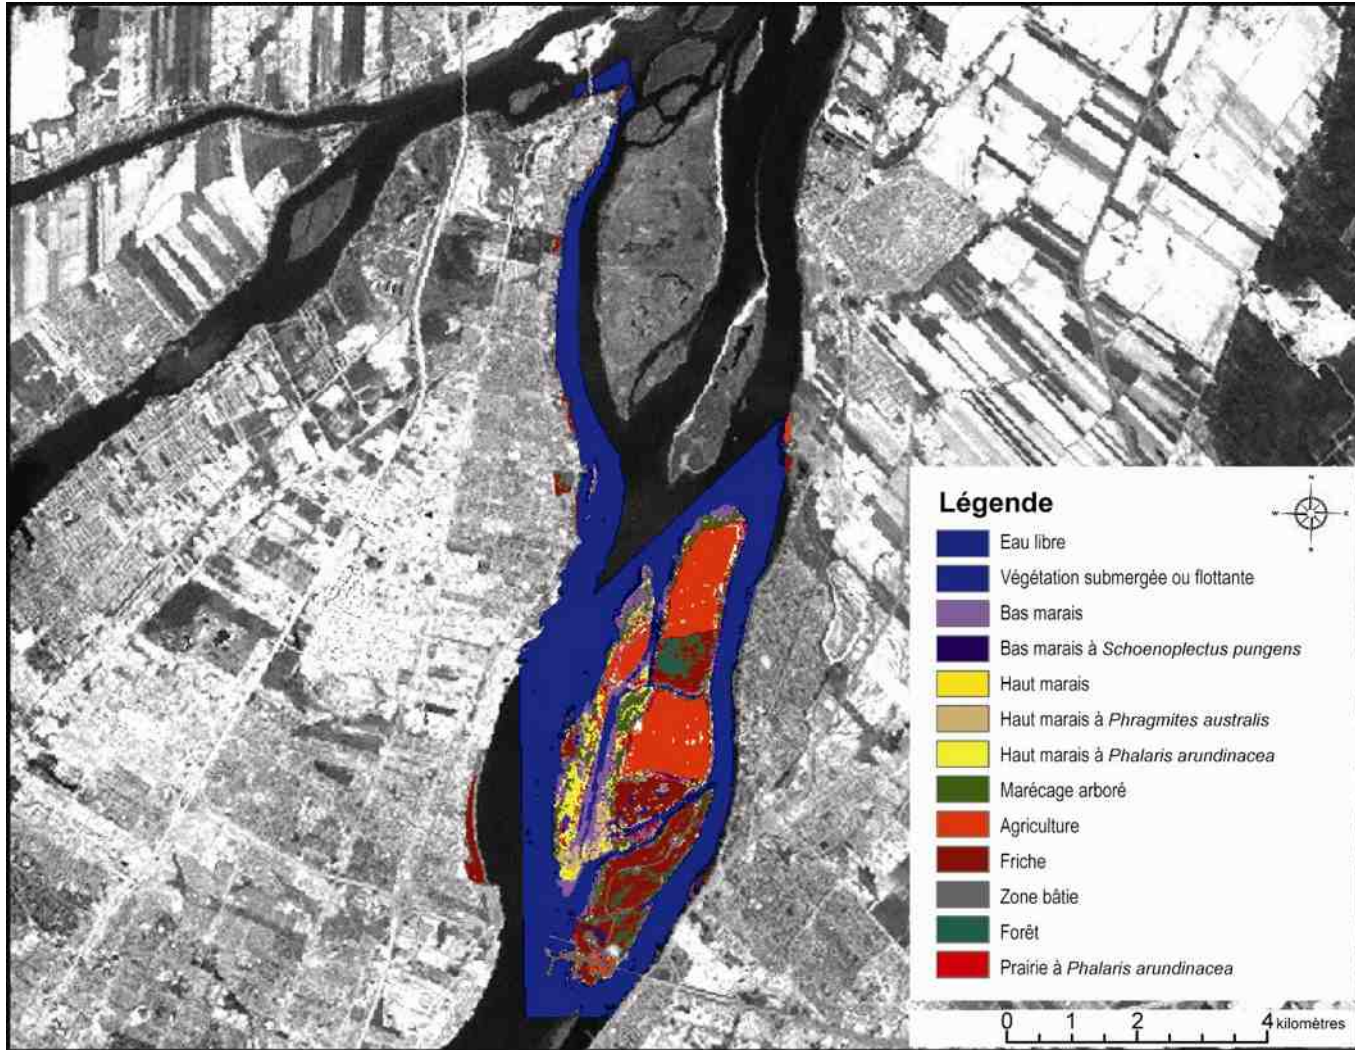 Légende
N
W E
S
Eau libre
Végétation submergée ou flottante
Bas marais
Bas marais à Schoenoplectus pungens
Haut marais
Haut marais à Phragmites australis
Haut marais à Phalaris arundinacea
Marécage arboré
Agriculture
Friche
Zone bâtie
Forêt
Prairie à Phalaris arundinacea
0 1 2 4 kilomètres